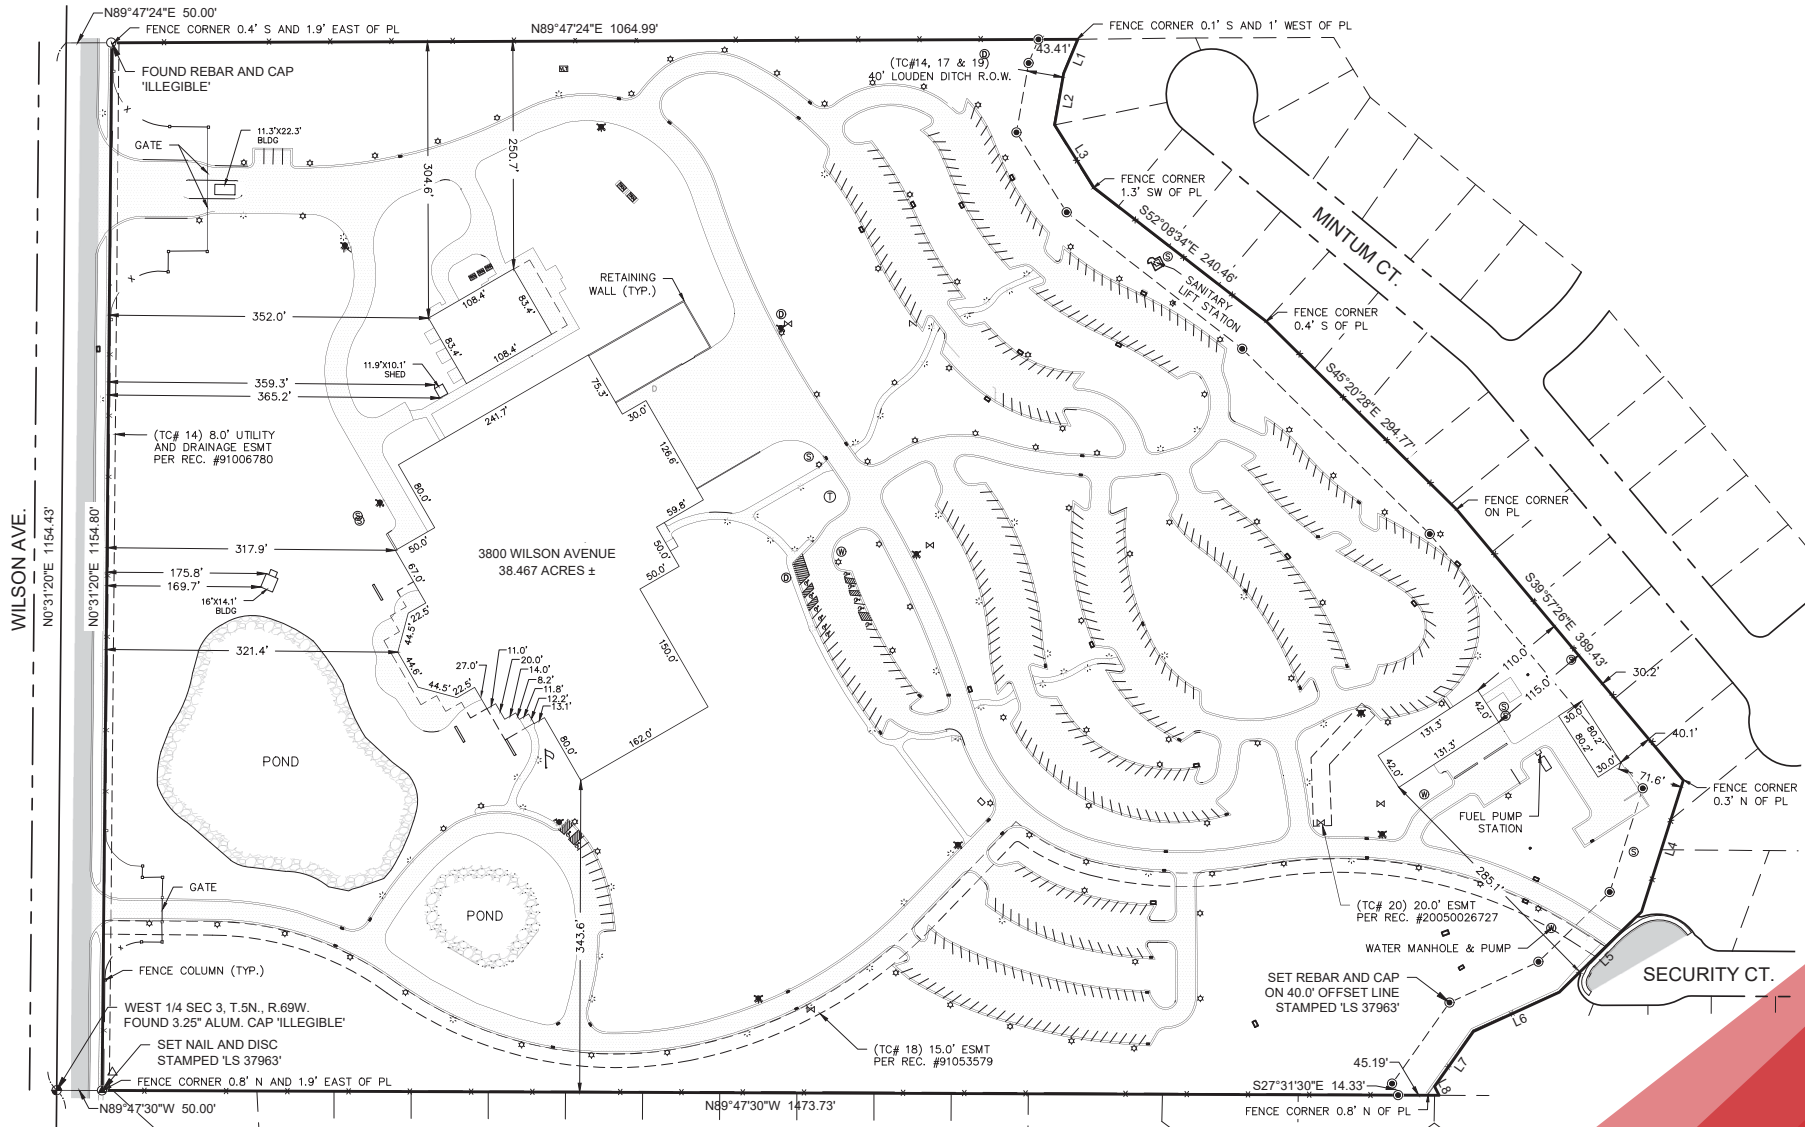 N89°47'24"E 50.00'
FENCE CORNER 0.4' S AND 1.9' EAST OF PL
N89°47'24"E 1064.99'
FENCE CORNER 0.1' S AND 1' WEST OF PL
43.41'
L1
(TC#14, 17 & 19)
40' LOUDEN DITCH R.O.W.
FOUND REBAR AND CAP
'ILLEGIBLE'
L2
11.3'X22.3'
BLDG
GATE
250.7'
304.6'
L3
FENCE CORNER
1.3' SW OF PL
S52°08'34"E 240.46'
MINTUM CT.
SANITARY
LIFT STATION
RETAINING
WALL (TYP.)
108.4'
83.4'
83.4'
108.4'
352.0'
FENCE CORNER
0.4' S OF PL
11.9'X10.1'
SHED
359.3'
365.2'
75.3'
30.0'
241.7'
S45°20'28"E 294.77'
(TC# 14) 8.0' UTILITY
AND DRAINAGE ESMT
PER REC. #91006780
126.6'
80.0'
59.8'
FENCE CORNER
ON PL
WILSON AVE.
N0°31'20"E 1154.43'
N0°31'20"E 1154.80'
317.9'
50.0'
3800 WILSON AVENUE
38.467 ACRES ±
50.0'
50.0'
67.0'
175.8'
169.7'
16'X14.1'
BLDG
22.5'
44.5'
321.4'
44.6'
44.5'
22.5'
27.0'
11.0'
20.0'
14.0'
8.2'
11.8'
12.2'
13.1'
150.0'
162.0'
80.0'
S39°57'26"E 389.43'
110.0'
115.0'
30.2'
42.0'
30.0'
131.3'
131.3'
80.2'
80.2'
30.0'
42.0'
40.1'
71.6'
FENCE CORNER
0.3' N OF PL
POND
FUEL PUMP
STATION
L4
GATE
POND
285.1'
(TC# 20) 20.0' ESMT
PER REC. #20050026727
343.6'
WATER MANHOLE & PUMP
L5
SECURITY CT.
FENCE COLUMN (TYP.)
SET REBAR AND CAP
ON 40.0' OFFSET LINE
STAMPED 'LS 37963'
WEST 1/4 SEC 3, T.5N., R.69W.
FOUND 3.25" ALUM. CAP 'ILLEGIBLE'
L6
SET NAIL AND DISC
STAMPED 'LS 37963'
(TC# 18) 15.0' ESMT
PER REC. #91053579
45.19'
L7
FENCE CORNER 0.8' N AND 1.9' EAST OF PL
S27°31'30"E 14.33'
L8
N89°47'30"W 50.00'
N89°47'30"W 1473.73'
FENCE CORNER 0.8' N OF PL
D
S
D
S
T
S
W
D
S
S
W
S
W